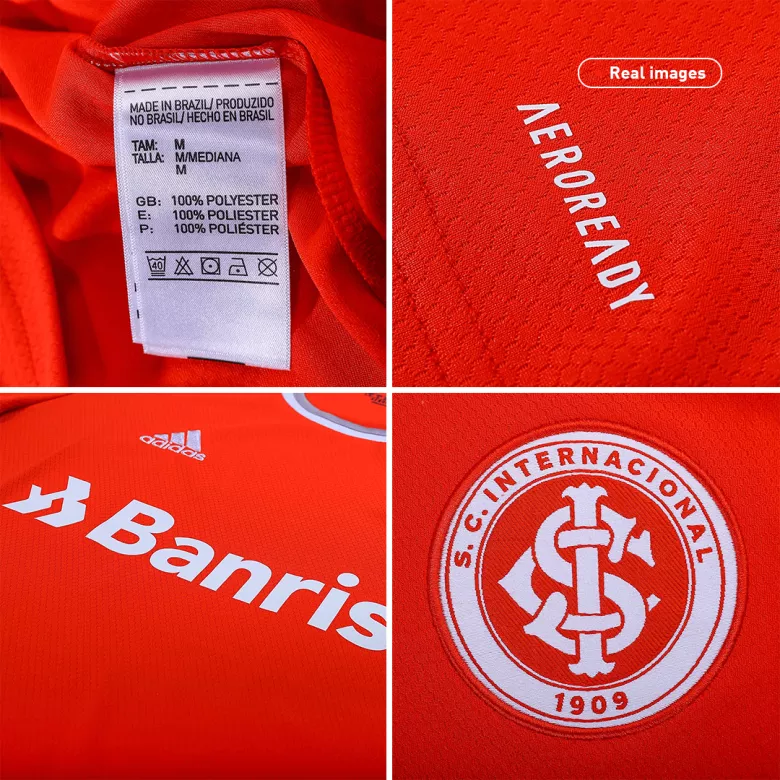 MADE IN BRAZIL/ PRODUZIDO
NO BRASIL/ HECHO EN BRASIL
TAM: M
TALLA: M/MEDIANA
M
GB: 100% POLYESTER
E: 100% POLIESTER
P: 100% POLIÉSTER
40
Real images
AEROREADY
adidas
Banris
S. C. INTERNACIONAL
1909